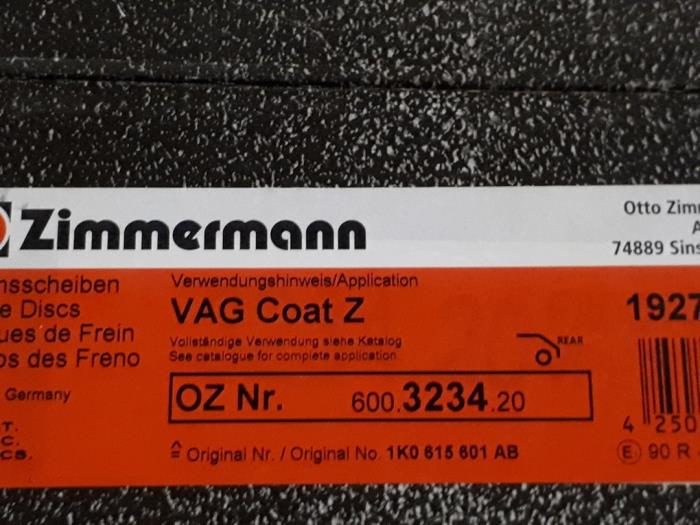 Zimmermann
Otto Zim
74889 Sins
sscheiben
Discs
ues de Frein
os des Freno
Germany
Verwendungshinweis/Application
VAG Coat Z
Vollständige Verwendung siehe Katalog
See catalogue for complete application
REAR
OZ Nr. 600.3234.20
≙ Original Nr. / Original No. 1K0 615 601 AB
1927
4 250
E 90 R